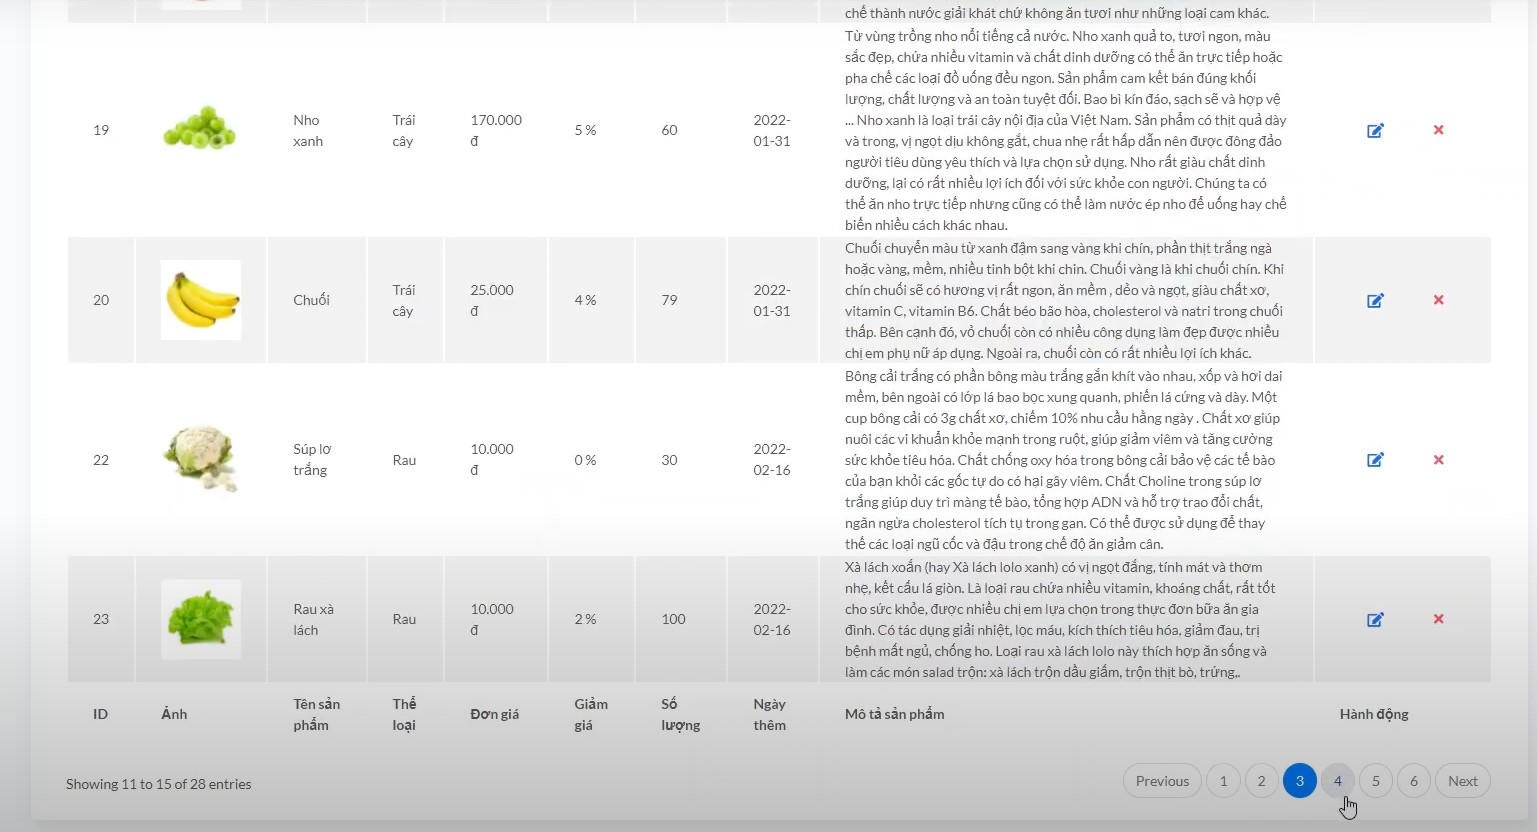 chế thành nước giải khát chứ không ăn tươi như những loại cam khác.
19
Nho
xanh
Trái
cây
170.000
đ
5 %
60
2022-
01-31
Từ vùng trồng nho nổi tiếng cả nước. Nho xanh quả to, tươi ngon, màu
sắc đẹp, chứa nhiều vitamin và chất dinh dưỡng có thể ăn trực tiếp hoặc
pha chế các loại đồ uống đều ngon. Sản phẩm cam kết bán đúng khối
lượng, chất lượng và an toàn tuyệt đối. Bao bì kín đáo, sạch sẽ và hợp vệ
... Nho xanh là loại trái cây nội địa của Việt Nam. Sản phẩm có thịt quả dày
và trong, vị ngọt dịu không gắt, chua nhẹ rất hấp dẫn nên được đông đảo
người tiêu dùng yêu thích và lựa chọn sử dụng. Nho rất giàu chất dinh
dưỡng, lại có rất nhiều lợi ích đối với sức khỏe con người. Chúng ta có
thể ăn nho trực tiếp nhưng cũng có thể làm nước ép nho để uống hay chế
biến nhiều cách khác nhau.
20
Chuối
Trái
cây
25.000
đ
4 %
79
2022-
01-31
Chuối chuyển màu từ xanh đậm sang vàng khi chín, phần thịt trắng ngà
hoặc vàng, mềm, nhiều tinh bột khi chin. Chuối vàng là khi chuối chín. Khi
chín chuối sẽ có hương vị rất ngon, ăn mềm , dẻo và ngọt, giàu chất xơ,
vitamin C, vitamin B6. Chất béo bão hòa, cholesterol và natri trong chuối
thấp. Bên cạnh đó, vỏ chuối còn có nhiều công dụng làm đẹp được nhiều
chị em phụ nữ áp dụng. Ngoài ra, chuối còn có rất nhiều lợi ích khác.
22
Súp lơ
trắng
Rau
10.000
đ
0 %
30
2022-
02-16
Bông cải trắng có phần bông màu trắng gắn khít vào nhau, xốp và hơi dai
mềm, bên ngoài có lớp lá bao bọc xung quanh, phiến lá cứng và dày. Một
cup bông cải có 3g chất xơ, chiếm 10% nhu cầu hằng ngày . Chất xơ giúp
nuôi các vi khuẩn khỏe mạnh trong ruột, giúp giảm viêm và tăng cường
sức khỏe tiêu hóa. Chất chống oxy hóa trong bông cải bảo vệ các tế bào
của bạn khỏi các gốc tự do có hại gây viêm. Chất Choline trong súp lơ
trắng giúp duy trì màng tế bào, tổng hợp ADN và hỗ trợ trao đổi chất,
ngăn ngừa cholesterol tích tụ trong gan. Có thể được sử dụng để thay
thế các loại ngũ cốc và đậu trong chế độ ăn giảm cân.
23
Rau xà
lách
Rau
10.000
đ
2 %
100
2022-
02-16
Xà lách xoăn (hay Xà lách lolo xanh) có vị ngọt đắng, tính mát và thơm
nhẹ, kết cấu lá giòn. Là loại rau chứa nhiều vitamin, khoáng chất, rất tốt
cho sức khỏe, được nhiều chị em lựa chọn trong thực đơn bữa ăn gia
đình. Có tác dụng giải nhiệt, lọc máu, kích thích tiêu hóa, giảm đau, trị
bệnh mất ngủ, chống ho. Loại rau xà lách lolo này thích hợp ăn sống và
làm các món salad trộn: xà lách trộn dầu giấm, trộn thịt bò, trứng,..
ID
Ảnh
Tên sản
phẩm
Thể
loại
Đơn giá
Giảm
giá
Số
lượng
Ngày
thêm
Mô tả sản phẩm
Hành động
Showing 11 to 15 of 28 entries
Previous 1 2 3 4 5 6 Next